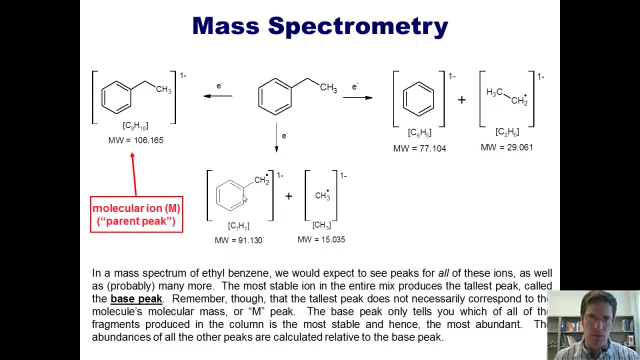 Mass Spectrometry
1-
CH3
e-
[C8H10]
MW = 106.165
CH3
e-
e-
1-
[C6H5]
MW = 77.104
+
1-
H3C
CH2
[C2H5]
MW = 29.061
molecular ion (M)
("parent peak")
CH2
1-
[C7H7]
MW = 91.130
+
1-
CH3
[CH3]
MW = 15.035
In a mass spectrum of ethyl benzene, we would expect to see peaks for all of these ions, as well
as (probably) many more. The most stable ion in the entire mix produces the tallest peak, called
the base peak. Remember, though, that the tallest peak does not necessarily correspond to the
molecule's molecular mass, or "M" peak. The base peak only tells you which of all of the
fragments produced in the column is the most stable and hence, the most abundant. The
abundances of all the other peaks are calculated relative to the base peak.